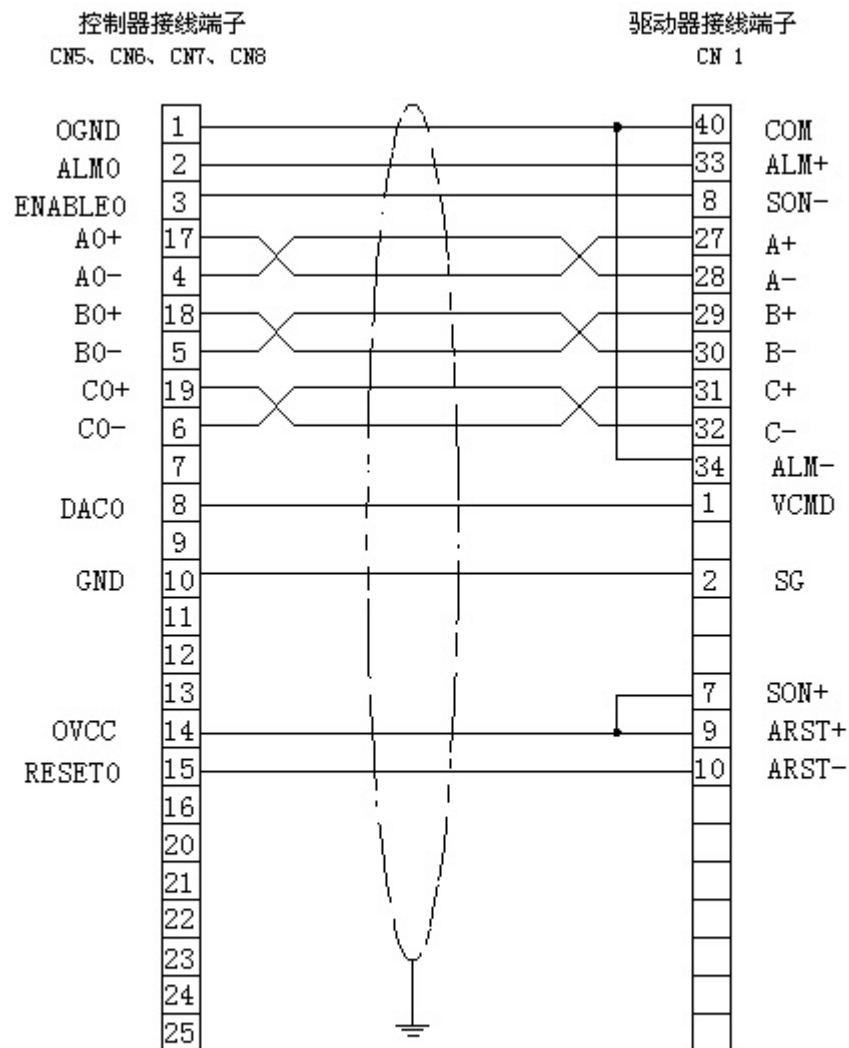 控制器接线端子 驱动器接线端子
CN5、CN6、CN7、CN8 CN 1
OGND 1 40 COM
ALM0 2 33 ALM+
ENABLE0 3 8 SON-
A0+ 17 27 A+
A0- 4 28 A-
B0+ 18 29 B+
B0- 5 30 B-
C0+ 19 31 C+
C0- 6 32 C-
7 34 ALM-
DAC0 8 1 VCMD
9
GND 10 2 SG
11
12
13 7 SON+
OVCC 14 9 ARST+
RESET0 15 10 ARST-
16
20
21
22
23
24
25